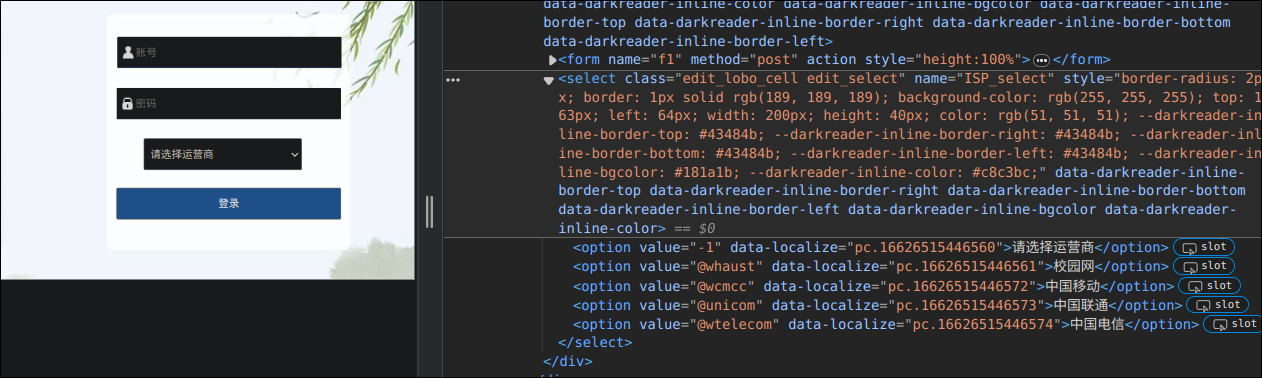 账号
密码
请选择运营商
登录
data-darkreader-inline-color data-darkreader-inline-bgcolor data-darkreader-inline-
border-top data-darkreader-inline-border-right data-darkreader-inline-border-bottom
data-darkreader-inline-border-left>
<form name="f1" method="post" action style="height:100%"> ... </form>
... <select class="edit_lobo_cell edit_select" name="ISP_select" style="border-radius: 2p
x; border: 1px solid rgb(189, 189, 189); background-color: rgb(255, 255, 255); top: 1
63px; left: 64px; width: 200px; height: 40px; color: rgb(51, 51, 51); --darkreader-in
line-border-top: #43484b; --darkreader-inline-border-right: #43484b; --darkreader-inl
ine-border-bottom: #43484b; --darkreader-inline-border-left: #43484b; --darkreader-in
line-bgcolor: #181a1b; --darkreader-inline-color: #c8c3bc;" data-darkreader-inline-
border-top data-darkreader-inline-border-right data-darkreader-inline-border-bottom
data-darkreader-inline-border-left data-darkreader-inline-bgcolor data-darkreader-
inline-color> == $0
<option value="-1" data-localize="pc.16626515446560">请选择运营商</option> slot
<option value="@whaust" data-localize="pc.16626515446561">校园网</option> slot
<option value="@wcmcc" data-localize="pc.16626515446572">中国移动</option> slot
<option value="@unicom" data-localize="pc.16626515446573">中国联通</option> slot
<option value="@wtelecom" data-localize="pc.16626515446574">中国电信</option> slot
</select>
</div>